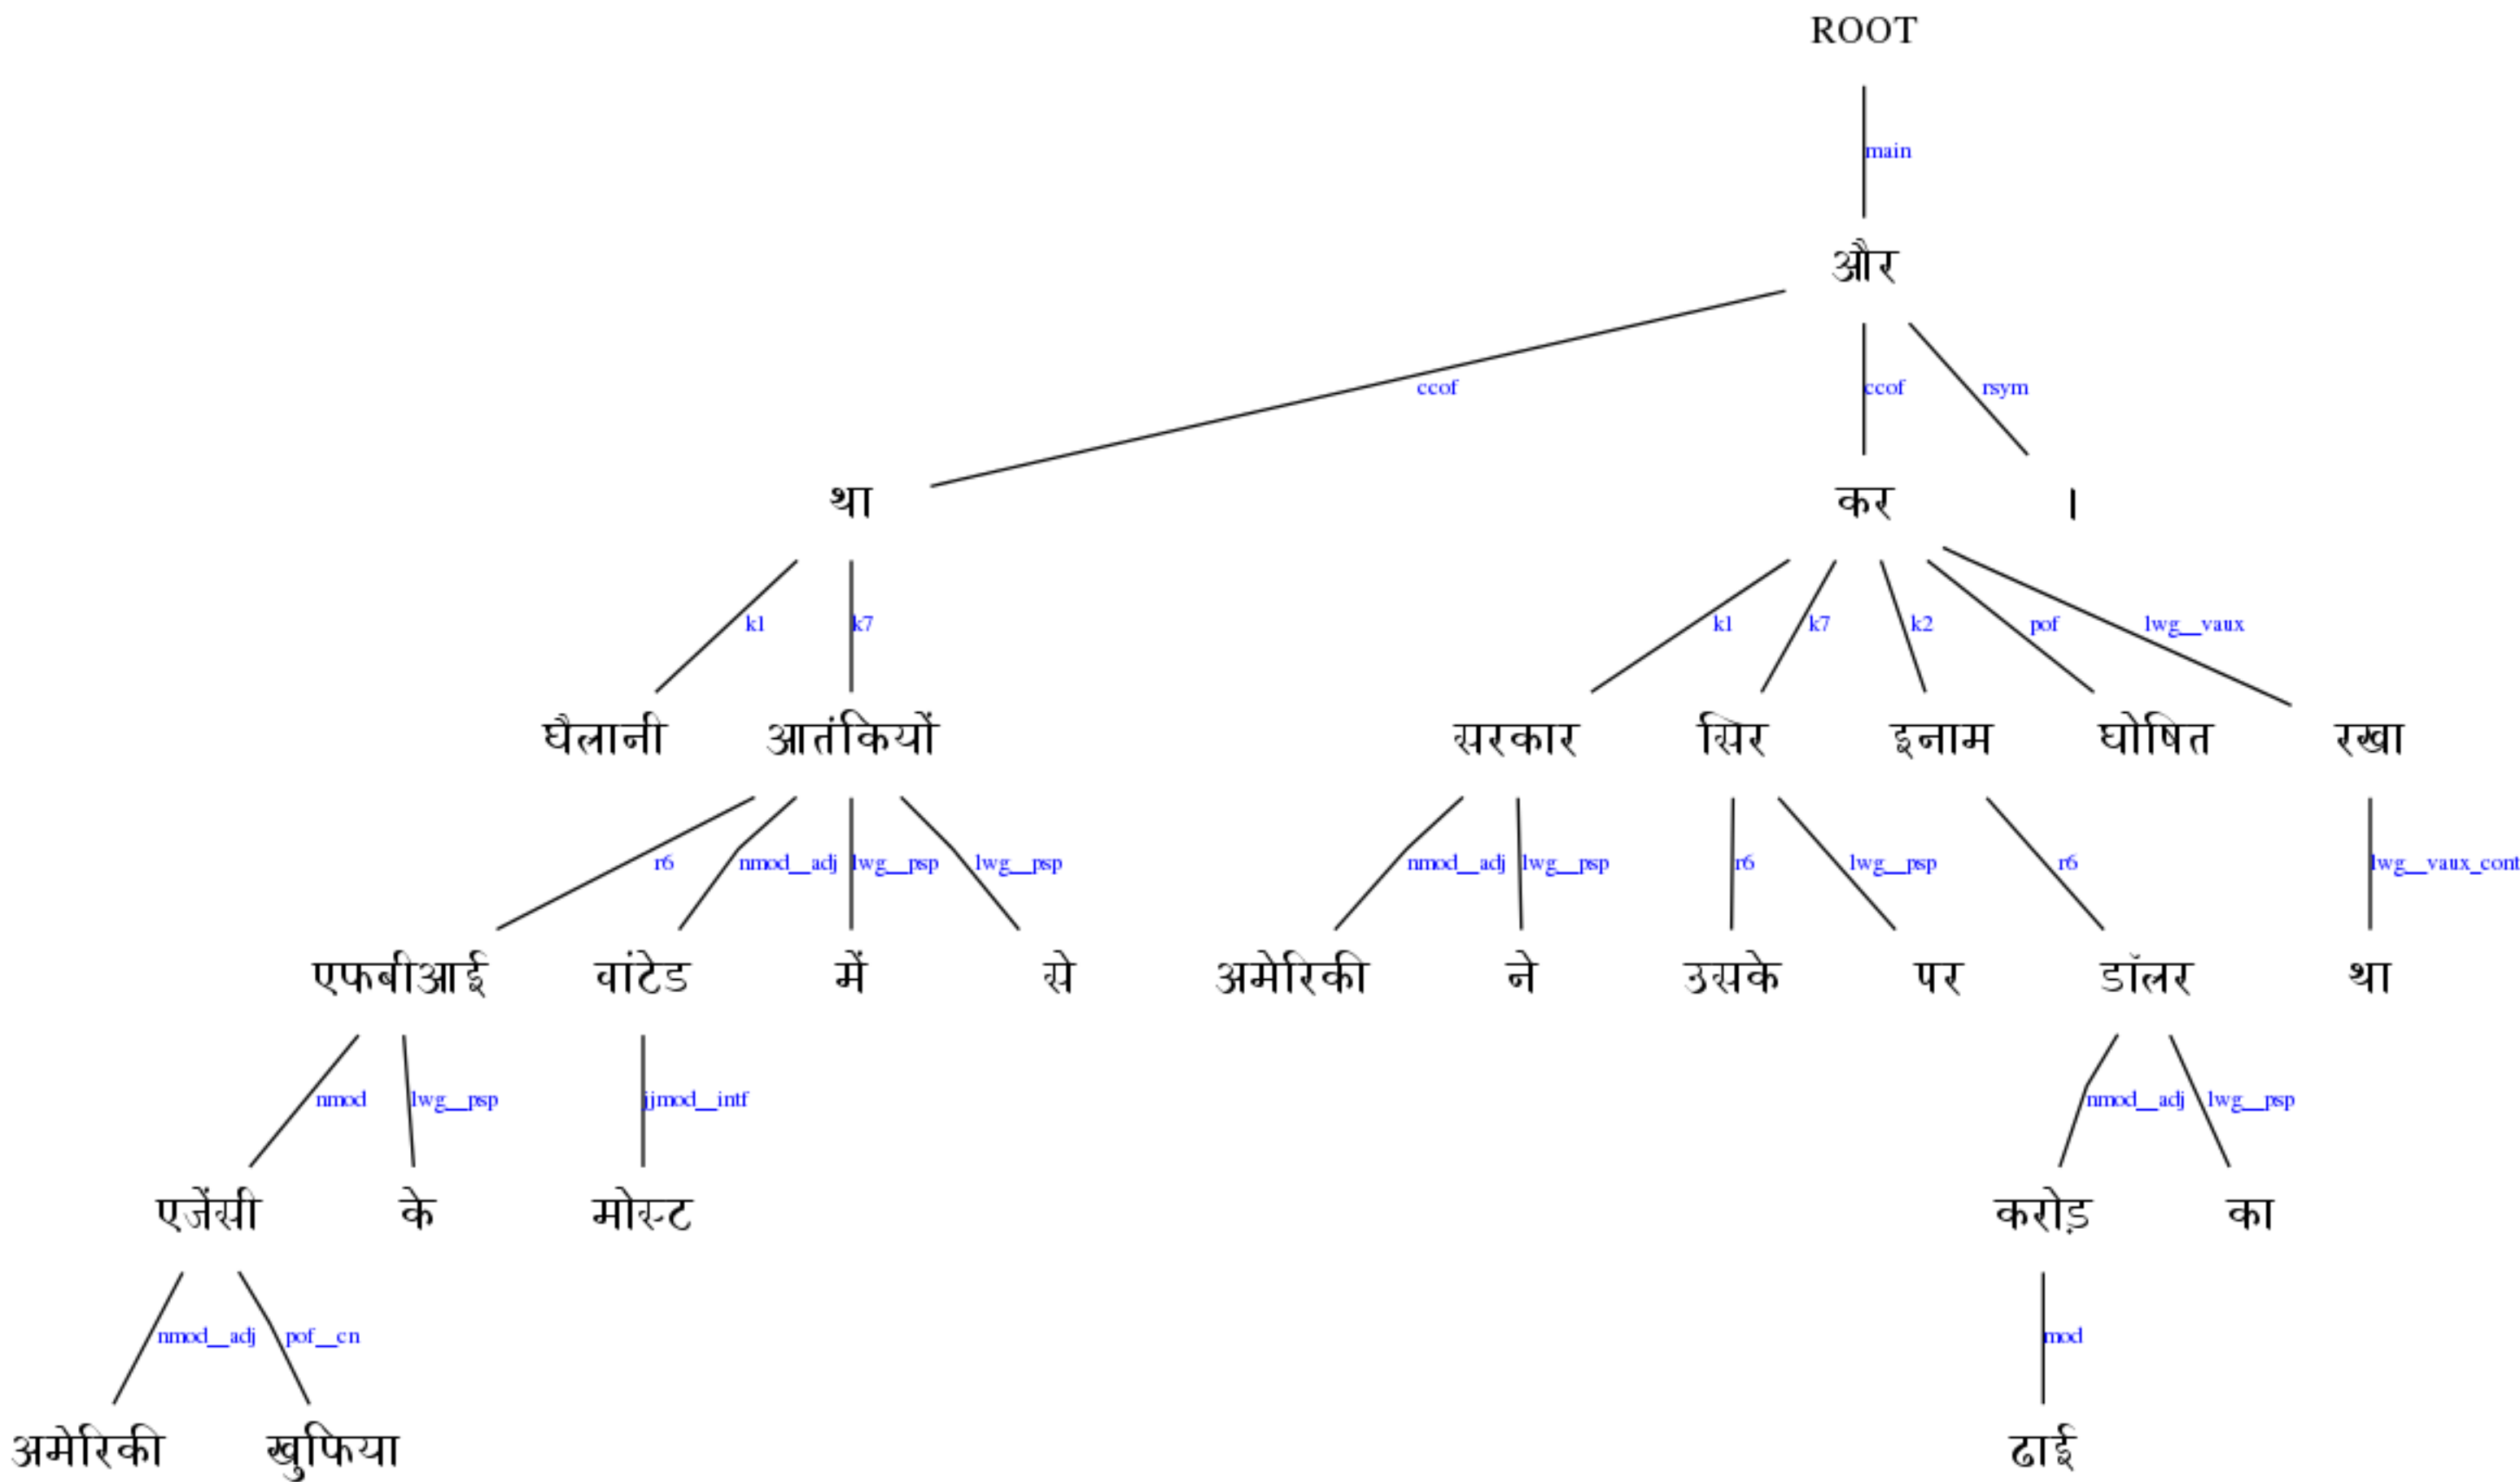 ROOT
main
और
ccof ccof rsym
था कर ।
k1 k7 k1 k7 k2 pof lwg__vaux
घैलानी आतंकियों सरकार सिर इनाम घोषित रखा
r6 nmod__adj lwg__psp lwg__psp nmod__adj lwg__psp r6 lwg__psp r6 lwg__vaux_cont
एफबीआई वांटेड में से अमेरिकी ने उसके पर डॉलर था
nmod lwg__psp jjmod__intf nmod__adj lwg__psp
एजेंसी के मोस्ट करोड़ का
nmod__adj pof__cn mod
अमेरिकी खुफिया ढाई